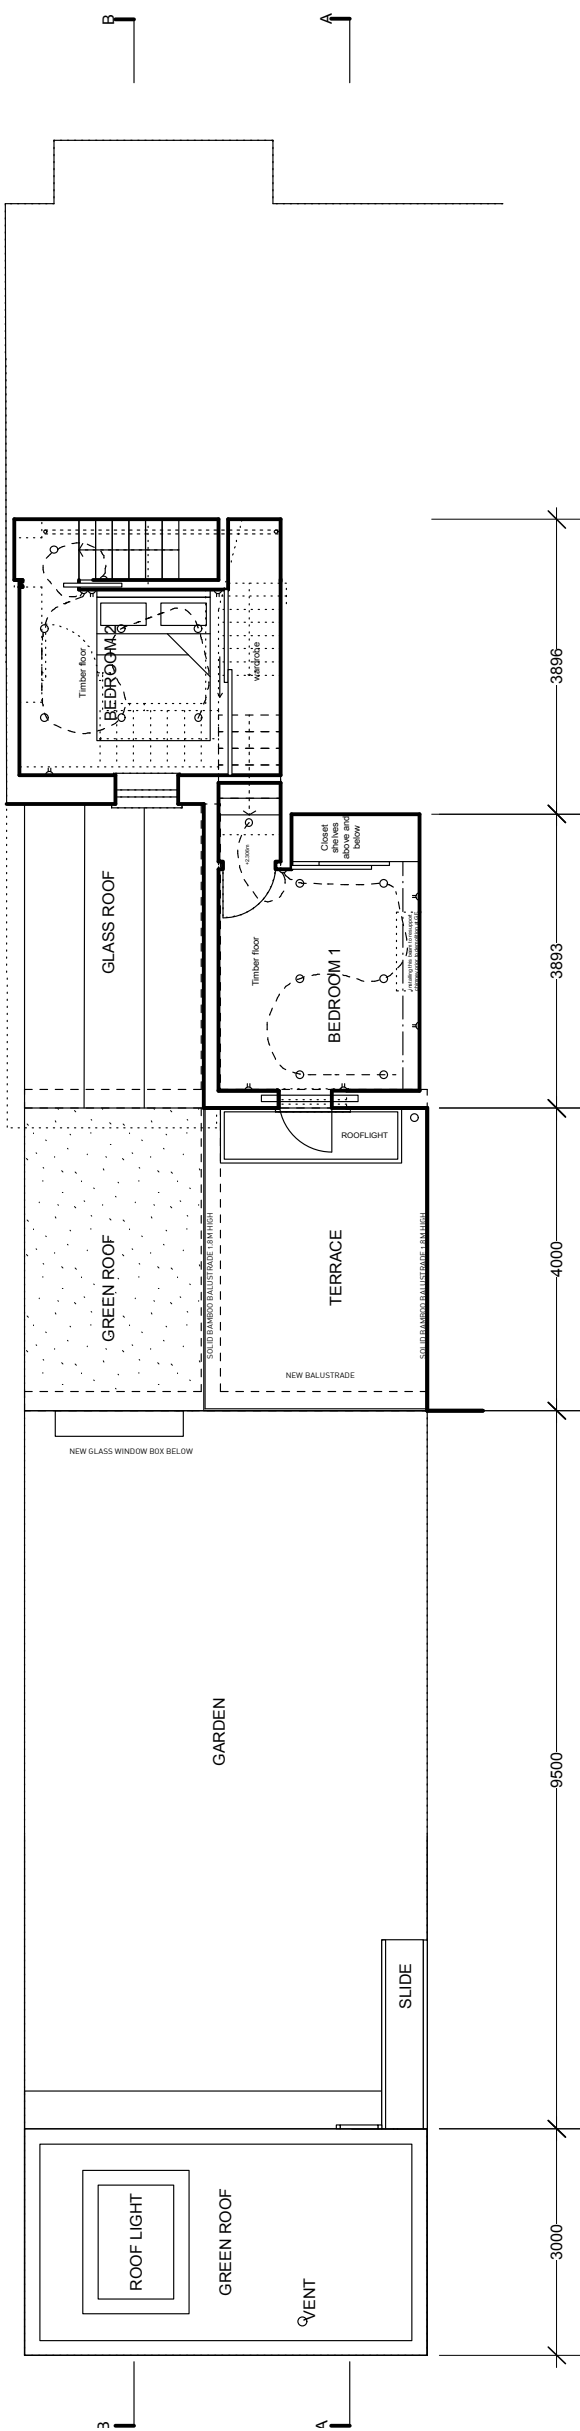 B
A
3896
Timber floor
BEDROOM 2
wardrobe
Closet
shelves
above and
below
GLASS ROOF
3893
Timber floor
BEDROOM 1
ROOFLIGHT
GREEN ROOF
SOLID BAMBOO BALUSTRADE 1.8M HIGH
TERRACE
SOLID BAMBOO BALUSTRADE 1.8M HIGH
4000
NEW BALUSTRADE
NEW GLASS WINDOW BOX BELOW
GARDEN
9500
SLIDE
ROOF LIGHT
GREEN ROOF
VENT
3000
B
A